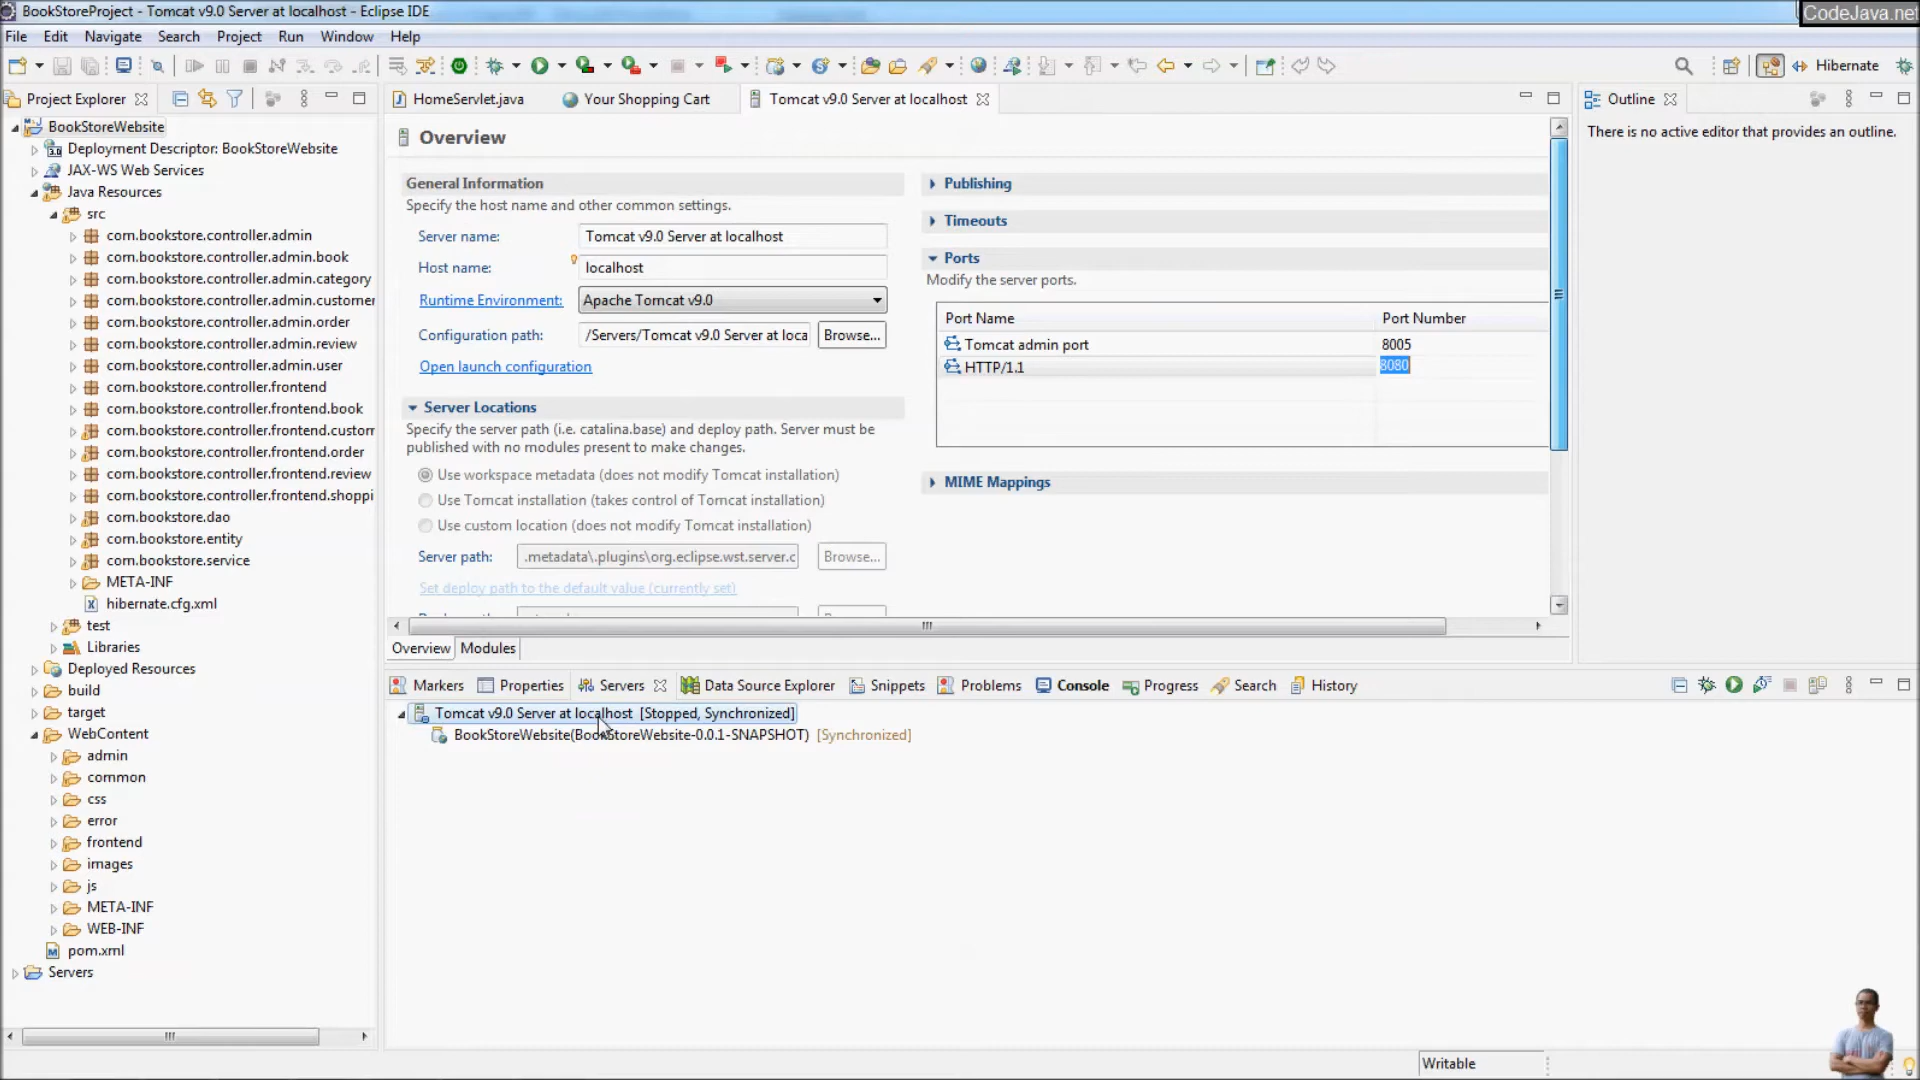 BookStoreProject - Tomcat v9.0 Server at localhost - Eclipse IDE
CodeJava.net
File Edit Navigate Search Project Run Window Help
Hibernate
Project Explorer
HomeServlet.java
Your Shopping Cart
Tomcat v9.0 Server at localhost
Outline
BookStoreWebsite
Deployment Descriptor: BookStoreWebsite
JAX-WS Web Services
Java Resources
src
com.bookstore.controller.admin
com.bookstore.controller.admin.book
com.bookstore.controller.admin.category
com.bookstore.controller.admin.customer
com.bookstore.controller.admin.order
com.bookstore.controller.admin.review
com.bookstore.controller.admin.user
com.bookstore.controller.frontend
com.bookstore.controller.frontend.book
com.bookstore.controller.frontend.custom
com.bookstore.controller.frontend.order
com.bookstore.controller.frontend.review
com.bookstore.controller.frontend.shoppi
com.bookstore.dao
com.bookstore.entity
com.bookstore.service
META-INF
hibernate.cfg.xml
test
Libraries
Deployed Resources
build
target
WebContent
admin
common
css
error
frontend
images
js
META-INF
WEB-INF
pom.xml
Servers
Overview
General Information
Specify the host name and other common settings.
Server name: Tomcat v9.0 Server at localhost
Host name: localhost
Runtime Environment: Apache Tomcat v9.0
Configuration path: /Servers/Tomcat v9.0 Server at loca Browse...
Open launch configuration
Server Locations
Specify the server path (i.e. catalina.base) and deploy path. Server must be
published with no modules present to make changes.
Use workspace metadata (does not modify Tomcat installation)
Use Tomcat installation (takes control of Tomcat installation)
Use custom location (does not modify Tomcat installation)
Server path: .metadata\.plugins\org.eclipse.wst.server.c Browse...
Set deploy path to the default value (currently set)
Publishing
Timeouts
Ports
Modify the server ports.
Port Name Port Number
Tomcat admin port 8005
HTTP/1.1 8080
MIME Mappings
There is no active editor that provides an outline.
Overview Modules
Markers Properties Servers Data Source Explorer Snippets Problems Console Progress Search History
Tomcat v9.0 Server at localhost [Stopped, Synchronized]
BookStoreWebsite(BookStoreWebsite-0.0.1-SNAPSHOT) [Synchronized]
Writable